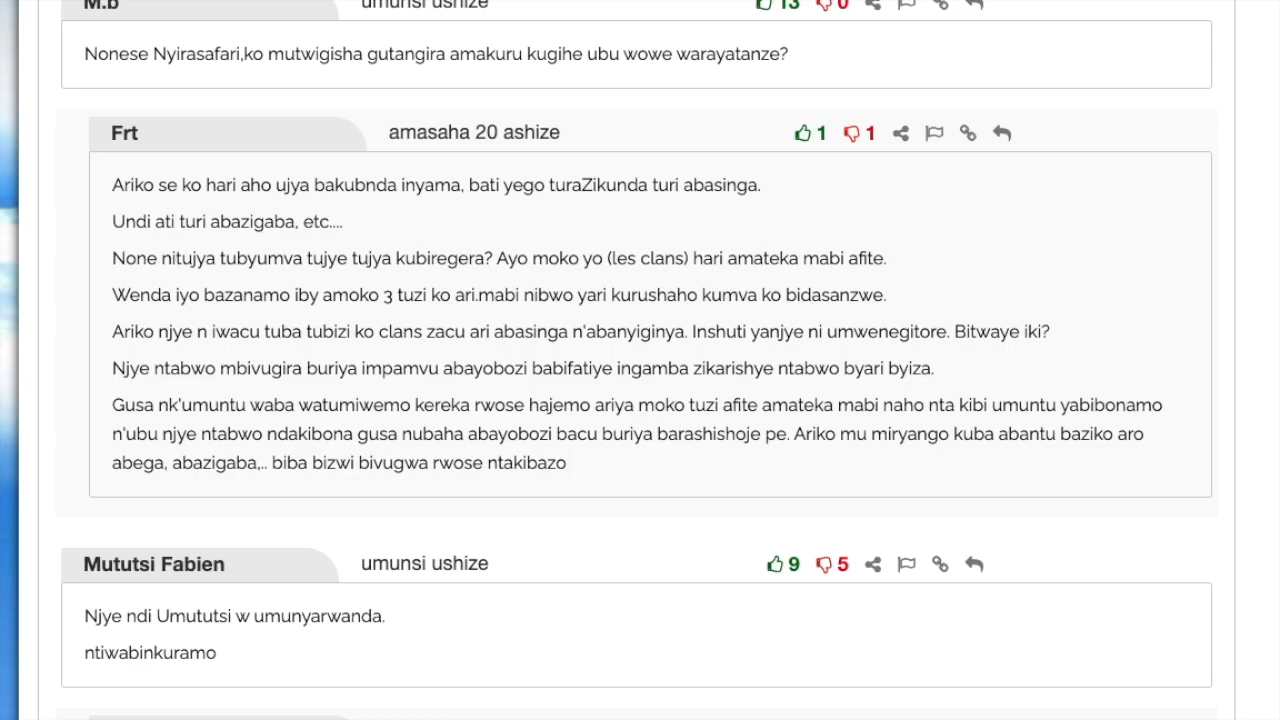 M.b umunsi ushize 13 0
Nonese Nyirasafari,ko mutwigisha gutangira amakuru kugihe ubu wowe warayatanze?
Frt amasaha 20 ashize 1 1
Ariko se ko hari aho ujya bakubnda inyama, bati yego turaZikunda turi abasinga.
Undi ati turi abazigaba, etc....
None nitujya tubyumva tujye tujya kubiregera? Ayo moko yo (les clans) hari amateka mabi afite.
Wenda iyo bazanamo iby amoko 3 tuzi ko ari.mabi nibwo yari kurushaho kumva ko bidasanzwe.
Ariko njye n iwacu tuba tubizi ko clans zacu ari abasinga n'abanyiginya. Inshuti yanjye ni umwenegitore. Bitwaye iki?
Njye ntabwo mbivugira buriya impamvu abayobozi babifatiye ingamba zikarishye ntabwo byari byiza.
Gusa nk'umuntu waba watumiwemo kereka rwose hajemo ariya moko tuzi afite amateka mabi naho nta kibi umuntu yabibonamo
n'ubu njye ntabwo ndakibona gusa nubaha abayobozi bacu buriya barashishoje pe. Ariko mu miryango kuba abantu baziko aro
abega, abazigaba,.. biba bizwi bivugwa rwose ntakibazo
Mututsi Fabien umunsi ushize 9 5
Njye ndi Umututsi w umunyarwanda.
ntiwabinkuramo